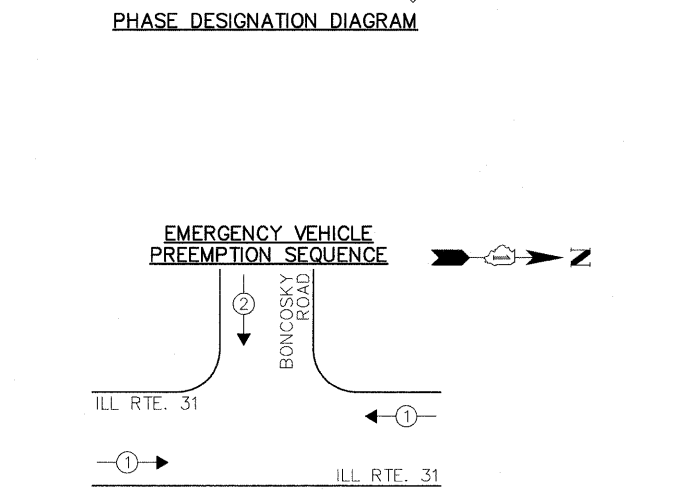 PHASE DESIGNATION DIAGRAM
EMERGENCY VEHICLE
PREEMPTION SEQUENCE
N
2
BONCOSKY
ROAD
ILL RTE. 31
1
1
ILL RTE. 31